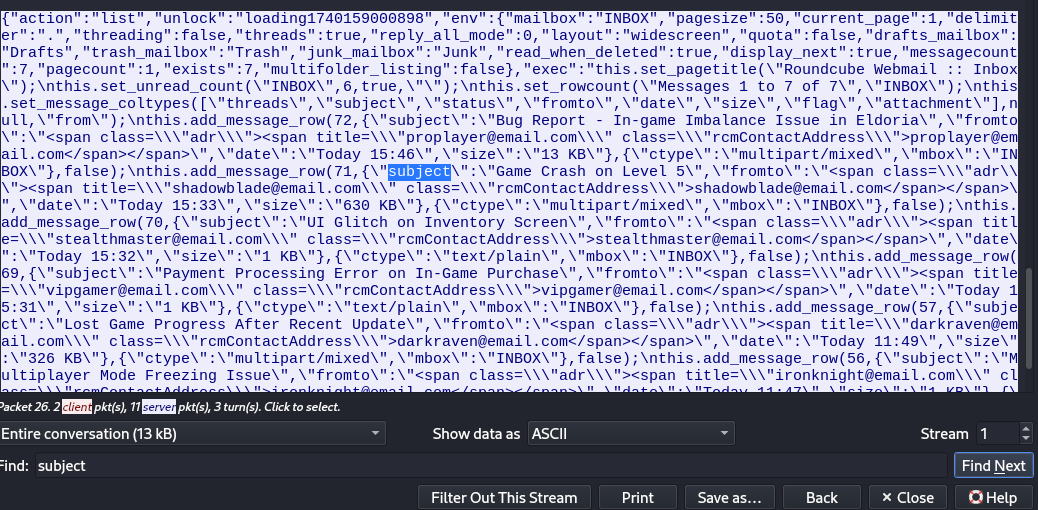 {"action":"list","unlock":"loading1740159000898","env":{"mailbox":"INBOX","pagesize":50,"current_page":1,"delimit
er":".","threading":false,"threads":true,"reply_all_mode":0,"layout":"widescreen","quota":false,"drafts_mailbox":
"Drafts","trash_mailbox":"Trash","junk_mailbox":"Junk","read_when_deleted":true,"display_next":true,"messagecount
":7,"pagecount":1,"exists":7,"multifolder_listing":false},"exec":"this.set_pagetitle(\"Roundcube Webmail :: Inbox
\");\nthis.set_unread_count(\"INBOX\",6,true,\"\");\nthis.set_rowcount(\"Messages 1 to 7 of 7\",\"INBOX\");\nthis
.set_message_coltypes([\"threads\",\"subject\",\"status\",\"fromto\",\"date\",\"size\",\"flag\",\"attachment\"],n
ull,\"from\");\nthis.add_message_row(72,{\"subject\":\"Bug Report - In-game Imbalance Issue in Eldoria\",\"fromto
\":\"<span class=\\\"adr\\\"><span title=\\\"proplayer@email.com\\\" class=\\\"rcmContactAddress\\\">proplayer@em
ail.com</span></span>\",\"date\":\"Today 15:46\",\"size\":\"13 KB\"},{\"ctype\":\"multipart/mixed\",\"mbox\":\"IN
BOX\"},false);\nthis.add_message_row(71,{\"subject\":\"Game Crash on Level 5\",\"fromto\":\"<span class=\\\"adr\\
\"><span title=\\\"shadowblade@email.com\\\" class=\\\"rcmContactAddress\\\">shadowblade@email.com</span></span>\
",\"date\":\"Today 15:33\",\"size\":\"630 KB\"},{\"ctype\":\"multipart/mixed\",\"mbox\":\"INBOX\"},false);\nthis.
add_message_row(70,{\"subject\":\"UI Glitch on Inventory Screen\",\"fromto\":\"<span class=\\\"adr\\\"><span titl
e=\\\"stealthmaster@email.com\\\" class=\\\"rcmContactAddress\\\">stealthmaster@email.com</span></span>\",\"date\
":\"Today 15:32\",\"size\":\"1 KB\"},{\"ctype\":\"text/plain\",\"mbox\":\"INBOX\"},false);\nthis.add_message_row(
69,{\"subject\":\"Payment Processing Error on In-Game Purchase\",\"fromto\":\"<span class=\\\"adr\\\"><span title
=\\\"vipgamer@email.com\\\" class=\\\"rcmContactAddress\\\">vipgamer@email.com</span></span>\",\"date\":\"Today 1
5:31\",\"size\":\"1 KB\"},{\"ctype\":\"text/plain\",\"mbox\":\"INBOX\"},false);\nthis.add_message_row(57,{\"subje
ct\":\"Lost Game Progress After Recent Update\",\"fromto\":\"<span class=\\\"adr\\\"><span title=\\\"darkraven@em
ail.com\\\" class=\\\"rcmContactAddress\\\">darkraven@email.com</span></span>\",\"date\":\"Today 11:49\",\"size\"
:\"326 KB\"},{\"ctype\":\"multipart/mixed\",\"mbox\":\"INBOX\"},false);\nthis.add_message_row(56,{\"subject\":\"M
ultiplayer Mode Freezing Issue\",\"fromto\":\"<span class=\\\"adr\\\"><span title=\\\"ironknight@email.com\\\" cl
ass=\\\"rcmContactAddress\\\">ironknight@email.com</span></span>\",\"date\":\"Today 11:47\",\"size\":\"1 KB\"},{\
Packet 26. 2 client pkt(s), 11 server pkt(s), 3 turn(s). Click to select.
Entire conversation (13 kB)
Show data as
ASCII
Stream
1
Find:
subject
Find Next
Filter Out This Stream
Print
Save as…
Back
× Close
Help